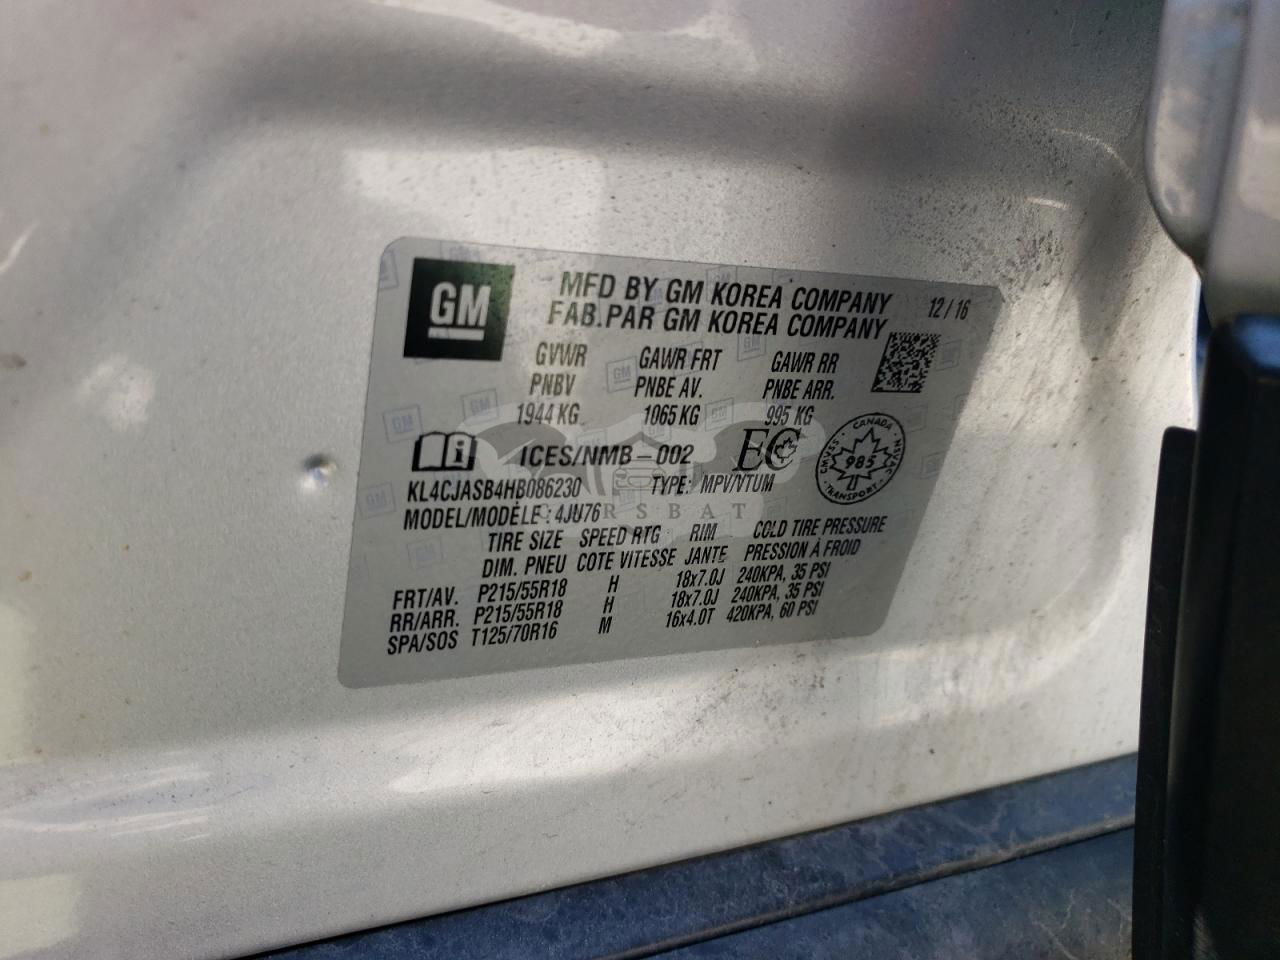 GM
MFD BY GM KOREA COMPANY 12/16
FAB.PAR GM KOREA COMPANY
GVWR GAWR FRT GAWR RR
PNBV PNBE AV. PNBE ARR.
1944 KG 1065 KG 995 KG
i ICES/NMB-002 EC
CANADA
985
TRANSPORT
KL4CJASB4HB086230 TYPE: MPV/VTUM
CARSBAT
MODEL/MODÈLE: 4JU76
TIRE SIZE SPEED RTG RIM COLD TIRE PRESSURE
DIM. PNEU COTE VITESSE JANTE PRESSION À FROID
FRT/AV. P215/55R18 H 18x7.0J 240KPA, 35 PSI
RR/ARR. P215/55R18 H 18x7.0J 240KPA, 35 PSI
SPA/SOS T125/70R16 M 16x4.0T 420KPA, 60 PSI